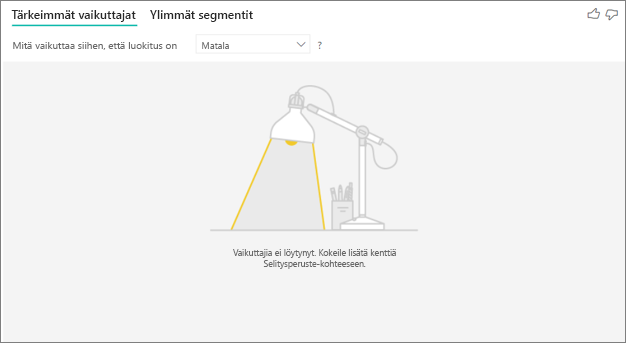 Tärkeimmät vaikuttajat Ylimmät segmentit
Mitä vaikuttaa siihen, että luokitus on Matala ?
Vaikuttajia ei löytynyt. Kokeile lisätä kenttiä
Selitysperuste-kohteeseen.